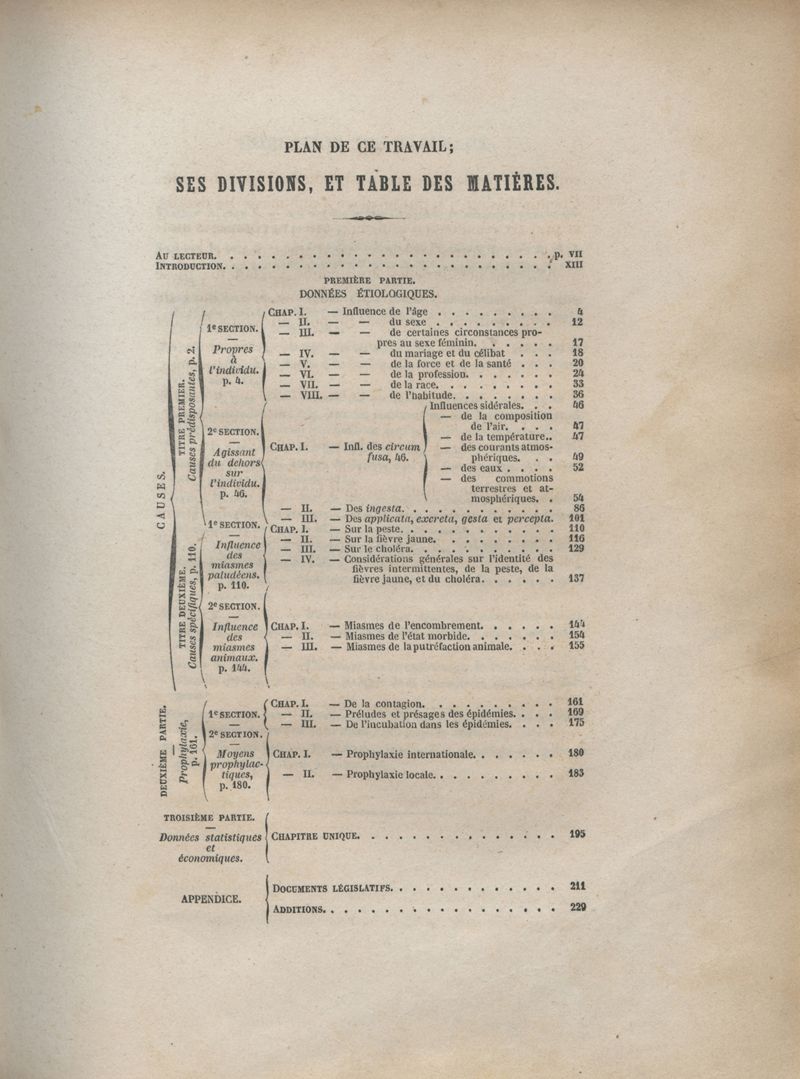 PLAN DE CE TRAVAIL;
SES DIVISIONS, ET TABLE DES MATIÈRES.
AU LECTEUR. . . . . . . . . . . . . . . . . . . . . . . . . p. VII
INTRODUCTION. . . . . . . . . . . . . . . . . . . . . . . . XIII
PREMIÈRE PARTIE.
DONNÉES ÉTIOLOGIQUES.
CAUSES.
TITRE PREMIER.
Causes prédisposantes, p. 2.
1e SECTION.
—
Propres
à
l'individu.
p. 4.
CHAP. I. — Influence de l'âge . . . . . . . . . 4
— II. — — du sexe . . . . . . . . . 12
— III. — — de certaines circonstances pro-
pres au sexe féminin. . . . . . 17
— IV. — — du mariage et du célibat . . . 18
— V. — — de la force et de la santé . . . 20
— VI. — — de la profession. . . . . . . 24
— VII. — — de la race. . . . . . . . . 33
— VIII. — — de l'habitude. . . . . . . . 36
2e SECTION.
—
Agissant
du dehors
sur
l'individu.
p. 46.
CHAP. I. — Infl. des circum
fusa, 46.
Influences sidérales. . . 46
— de la composition
de l'air. . . . 47
— de la température.. 47
— des courants atmos-
phériques. . . 49
— des eaux . . . . 52
— des commotions
terrestres et at-
mosphériques. . 54
— II. — Des ingesta. . . . . . . . . . . . 86
— III. — Des applicata, excreta, gesta et percepta. 101
TITRE DEUXIÈME.
Causes spécifiques, p. 110.
1e SECTION.
—
Influence
des
miasmes
paludéens.
p. 110.
CHAP. I. — Sur la peste. . . . . . . . . . . . 110
— II. — Sur la fièvre jaune. . . . . . . . . 116
— III. — Sur le choléra. . . . . . . . . . . 129
— IV. — Considérations générales sur l'identité des
fièvres intermittentes, de la peste, de la
fièvre jaune, et du choléra. . . . . . 137
2e SECTION.
—
Influence
des
miasmes
animaux.
p. 144.
CHAP. I. — Miasmes de l'encombrement. . . . . . 144
— II. — Miasmes de l'état morbide. . . . . . . 154
— III. — Miasmes de la putréfaction animale. . . . 155
DEUXIÈME PARTIE.
—
Prophylaxie,
p. 161.
1e SECTION.
—
CHAP. I. — De la contagion. . . . . . . . . . 161
— II. — Préludes et présages des épidémies. . . . 169
— III. — De l'incubation dans les épidémies. . . . 175
2e SECTION.
—
Moyens
prophylac-
tiques,
p. 180.
CHAP. I. — Prophylaxie internationale. . . . . . . 180
— II. — Prophylaxie locale. . . . . . . . . . 183
TROISIÈME PARTIE.
—
Données statistiques
et
économiques.
CHAPITRE UNIQUE. . . . . . . . . . . . . . . 195
APPENDICE.
DOCUMENTS LÉGISLATIFS. . . . . . . . . . . . . 211
ADDITIONS. . . . . . . . . . . . . . . . . . 229